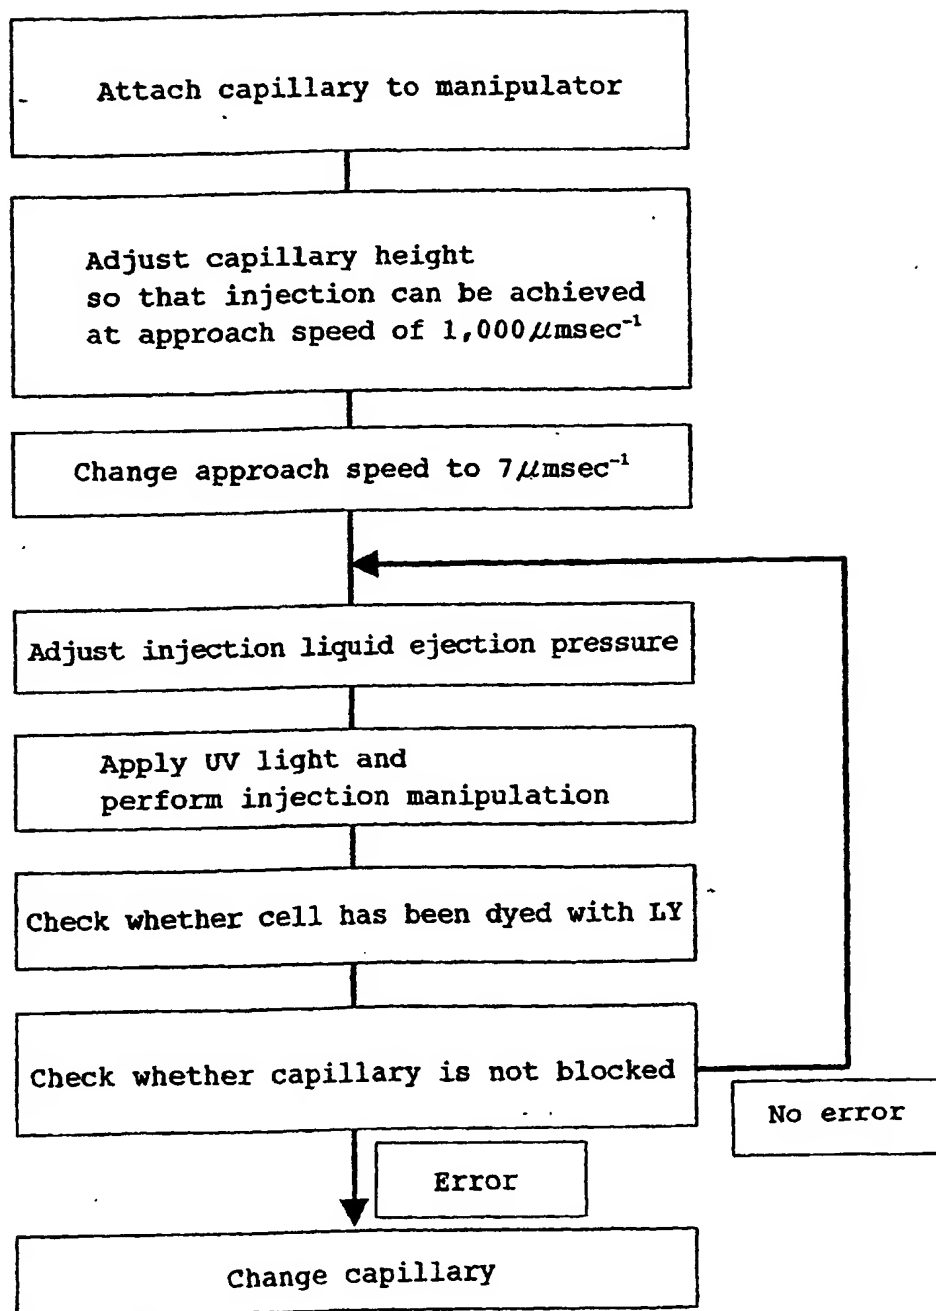 Attach capillary to manipulator
Adjust capillary height
so that injection can be achieved
at approach speed of 1,000μmsec⁻¹
Change approach speed to 7μmsec⁻¹
Adjust injection liquid ejection pressure
Apply UV light and
perform injection manipulation
Check whether cell has been dyed with LY
Check whether capillary is not blocked
No error
Error
Change capillary